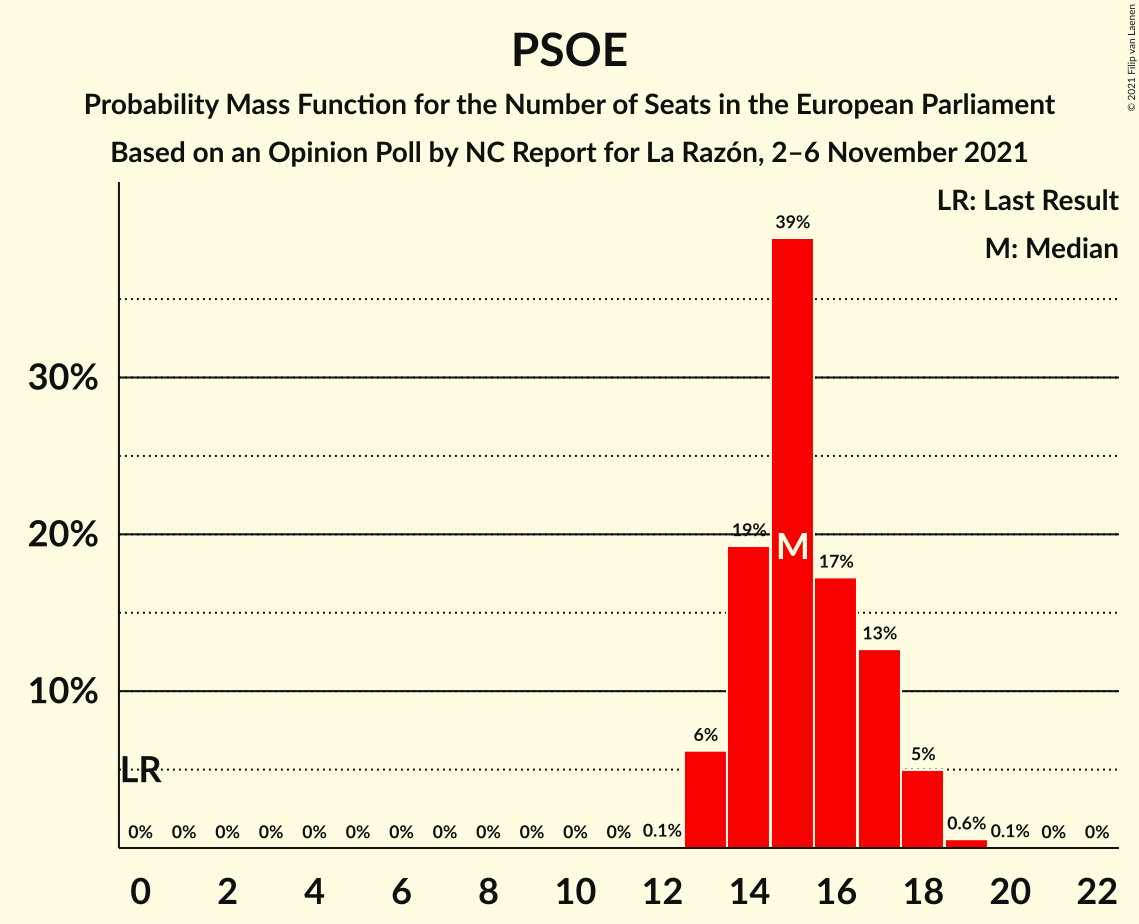 PSOE
Probability Mass Function for the Number of Seats in the European Parliament
Based on an Opinion Poll by NC Report for La Razón, 2–6 November 2021
© 2021 Filip van Laenen
LR: Last Result
M: Median
39%
30%
20%
19%
M
17%
13%
10%
6%
5%
LR
0% 0% 0% 0% 0% 0% 0% 0% 0% 0% 0% 0% 0.1% 0.6% 0.1% 0% 0%
0 2 4 6 8 10 12 14 16 18 20 22